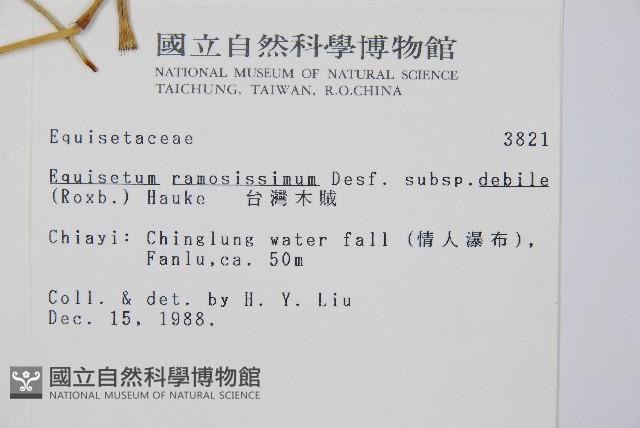 國立自然科學博物館
NATIONAL MUSEUM OF NATURAL SCIENCE
TAICHUNG, TAIWAN, R.O.CHINA
Equisetaceae 3821
Equisetum ramosissimum Desf. subsp.debile
(Roxb.) Hauke 台灣木賊
Chiayi: Chinglung water fall (情人瀑布),
Fanlu,ca. 50m
Coll. & det. by H. Y. Liu
Dec. 15, 1988.
國立自然科學博物館
NATIONAL MUSEUM OF NATURAL SCIENCE